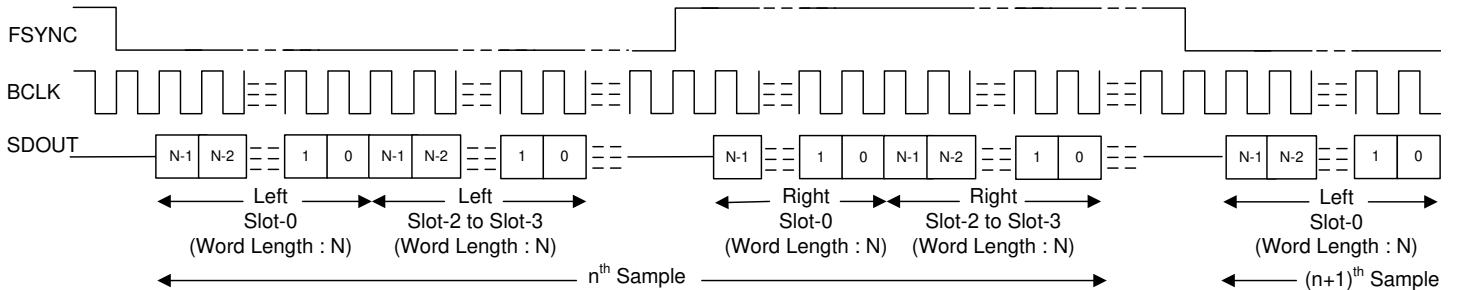 FSYNC
BCLK
SDOUT
N-1 N-2 1 0 N-1 N-2 1 0 N-1 1 0 N-1 N-2 1 0 N-1 N-2 1 0
Left Left Right Right Left
Slot-0 Slot-2 to Slot-3 Slot-0 Slot-2 to Slot-3 Slot-0
(Word Length : N) (Word Length : N) (Word Length : N) (Word Length : N) (Word Length : N)
nth Sample (n+1)th Sample